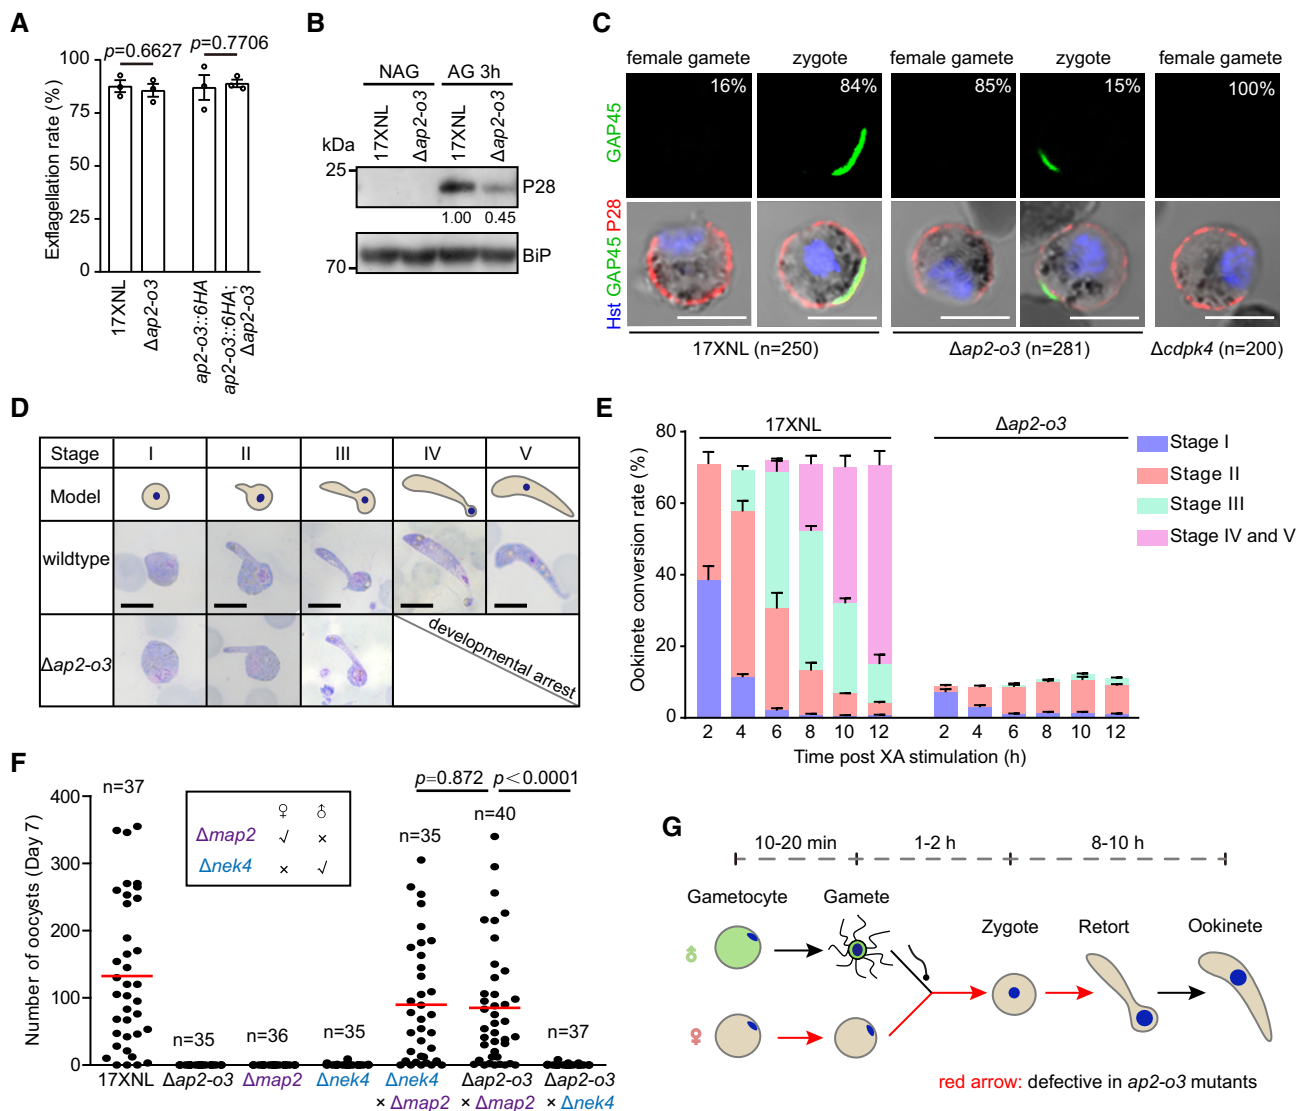 A
Exflagellation rate (%)
100
75
50
25
0
p=0.6627
p=0.7706
17XNL
Δap2-o3
ap2-o3::6HA
ap2-o3::6HA;
Δap2-o3
B
NAG
AG 3h
17XNL
Δap2-o3
17XNL
Δap2-o3
kDa
25
P28
1.00
0.45
70
BiP
C
female gamete
zygote
female gamete
zygote
female gamete
GAP45
16%
84%
85%
15%
100%
Hst GAP45 P28
17XNL (n=250)
Δap2-o3 (n=281)
Δcdpk4 (n=200)
D
Stage
I
II
III
IV
V
Model
wildtype
Δap2-o3
developmental arrest
E
17XNL
Δap2-o3
Ookinete conversion rate (%)
80
60
40
20
0
2
4
6
8
10
12
2
4
6
8
10
12
Time post XA stimulation (h)
Stage I
Stage II
Stage III
Stage IV and V
F
Number of oocysts (Day 7)
400
300
200
100
0
n=37
n=35
n=36
n=35
n=35
n=40
n=37
p=0.872
p<0.0001
♀ ♂
Δmap2 √ ×
Δnek4 × √
17XNL
Δap2-o3
Δmap2
Δnek4
Δnek4
× Δmap2
Δap2-o3
× Δmap2
Δap2-o3
× Δnek4
G
10-20 min
1-2 h
8-10 h
Gametocyte
Gamete
Zygote
Retort
Ookinete
♂
♀
red arrow: defective in ap2-o3 mutants